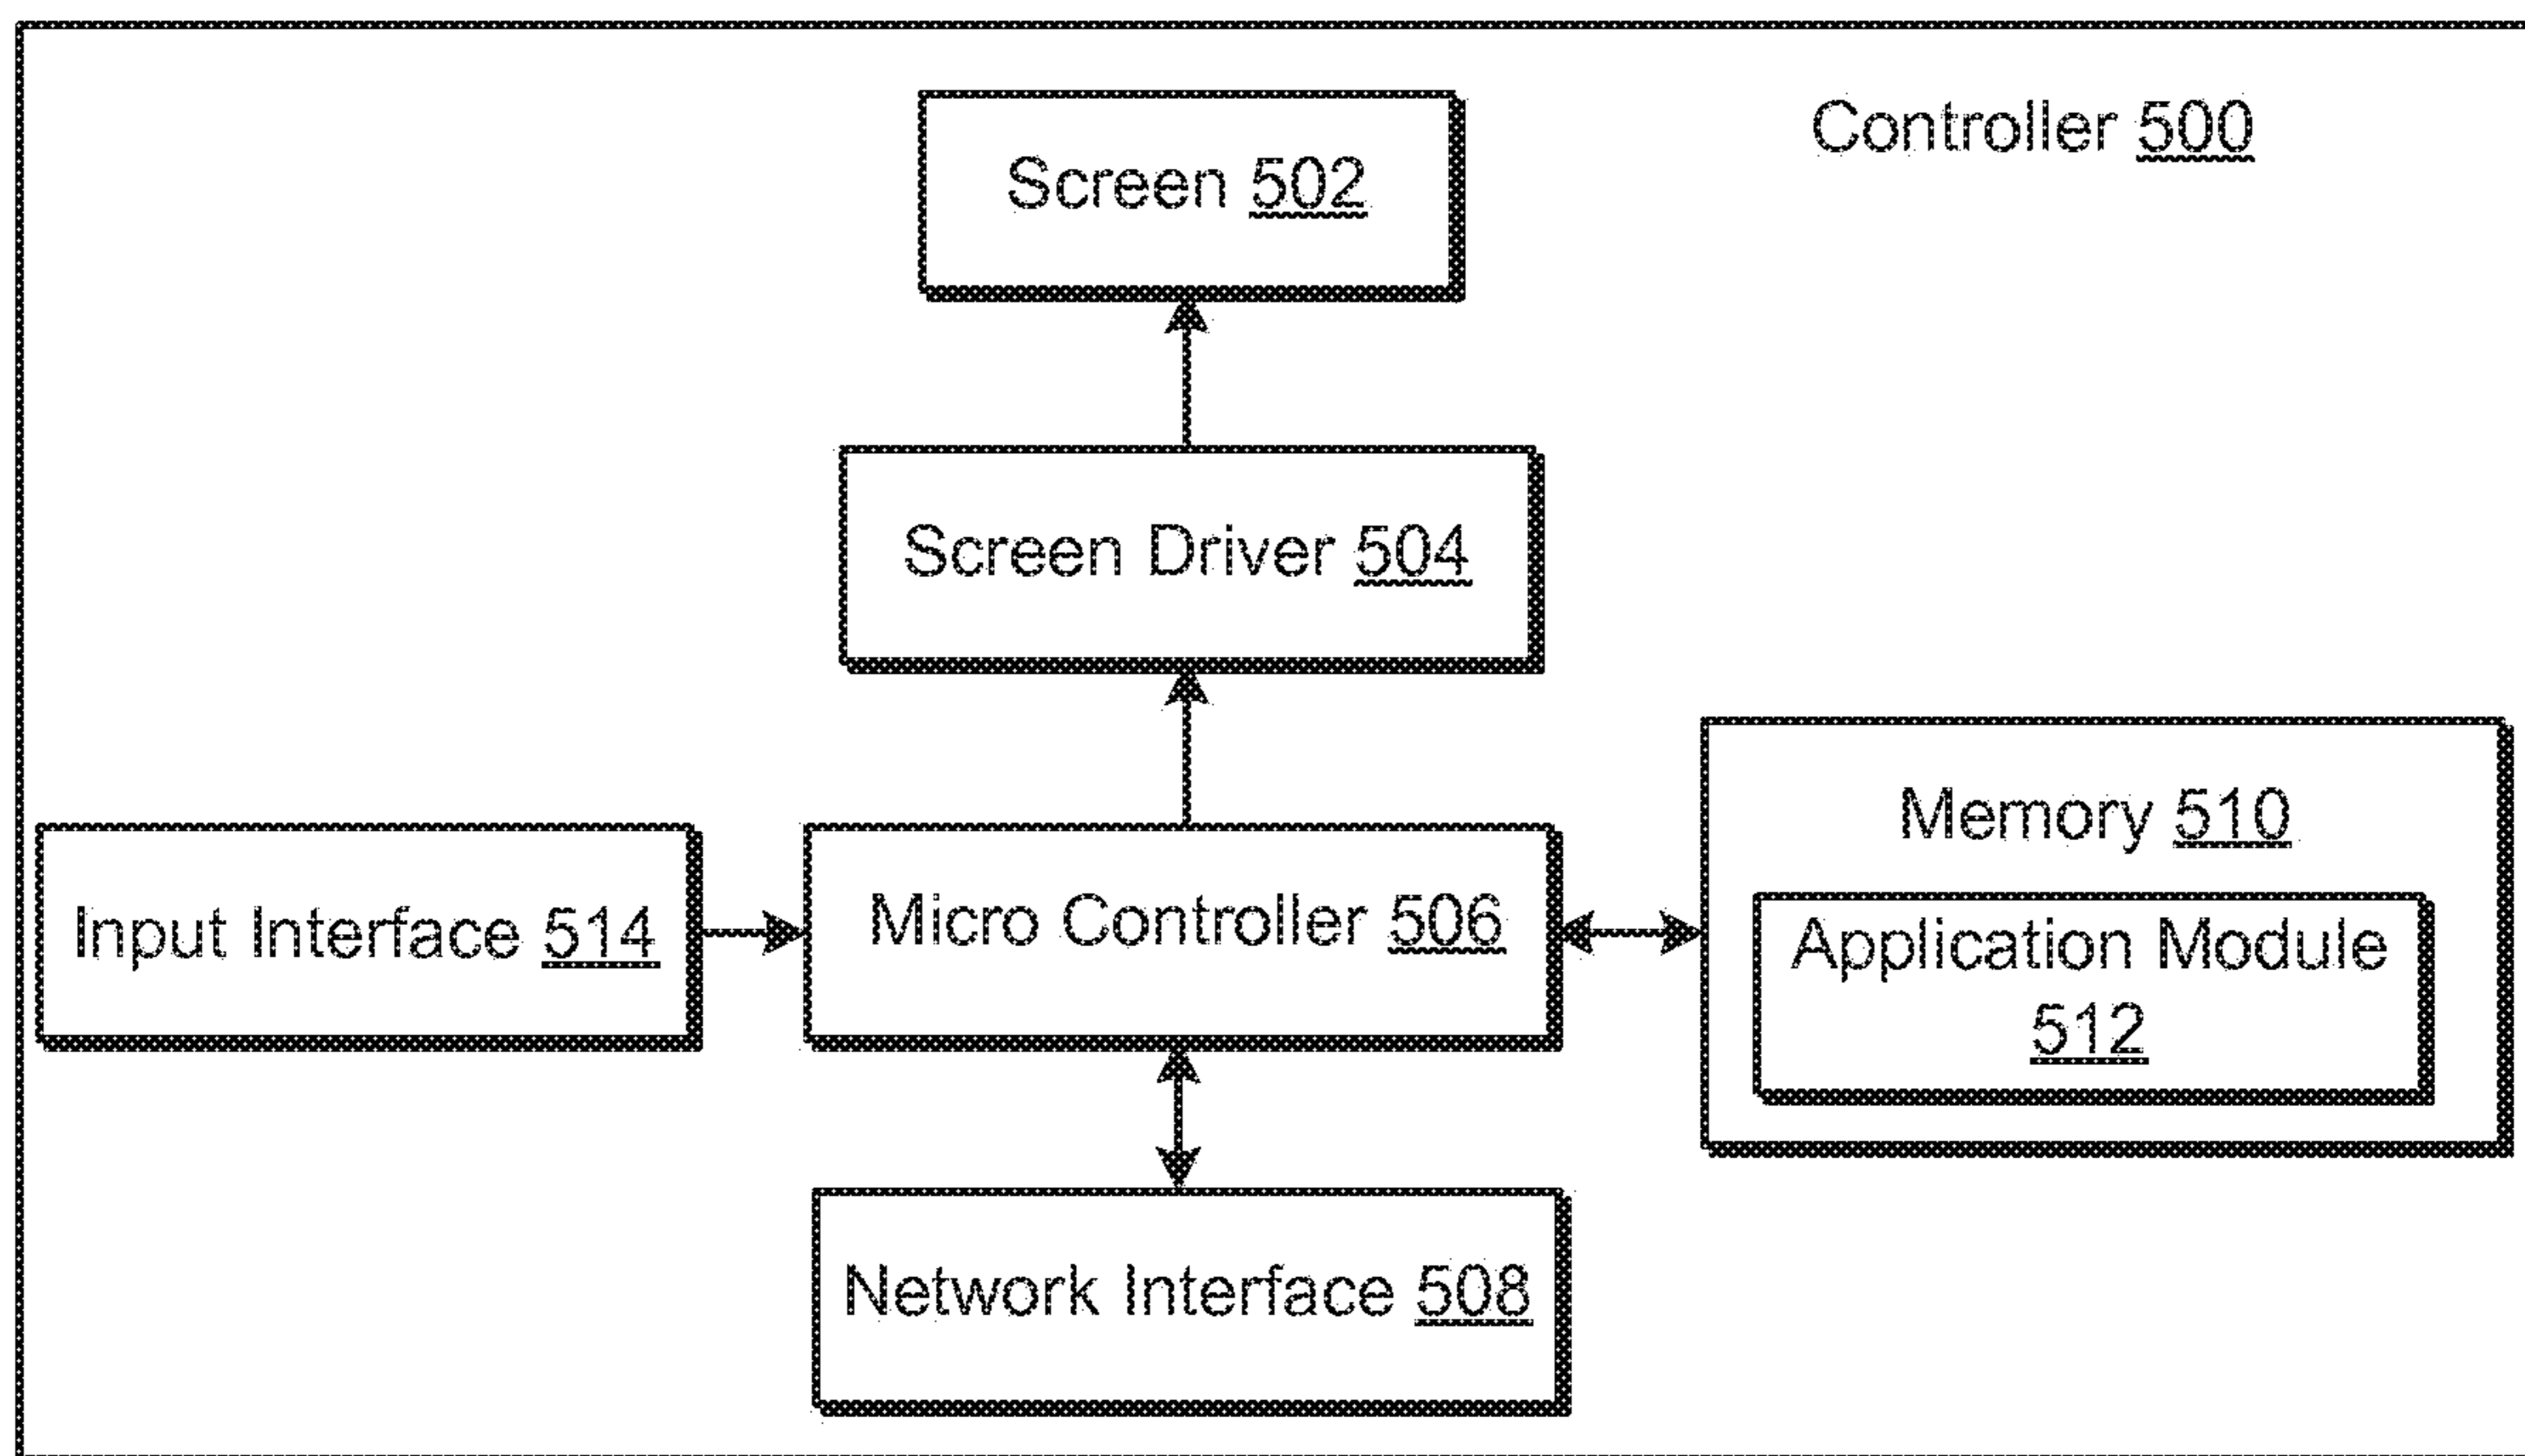 Controller 500
Screen 502
Screen Driver 504
Memory 510
Input Interface 514
Micro Controller 506
Application Module
512
Network Interface 508